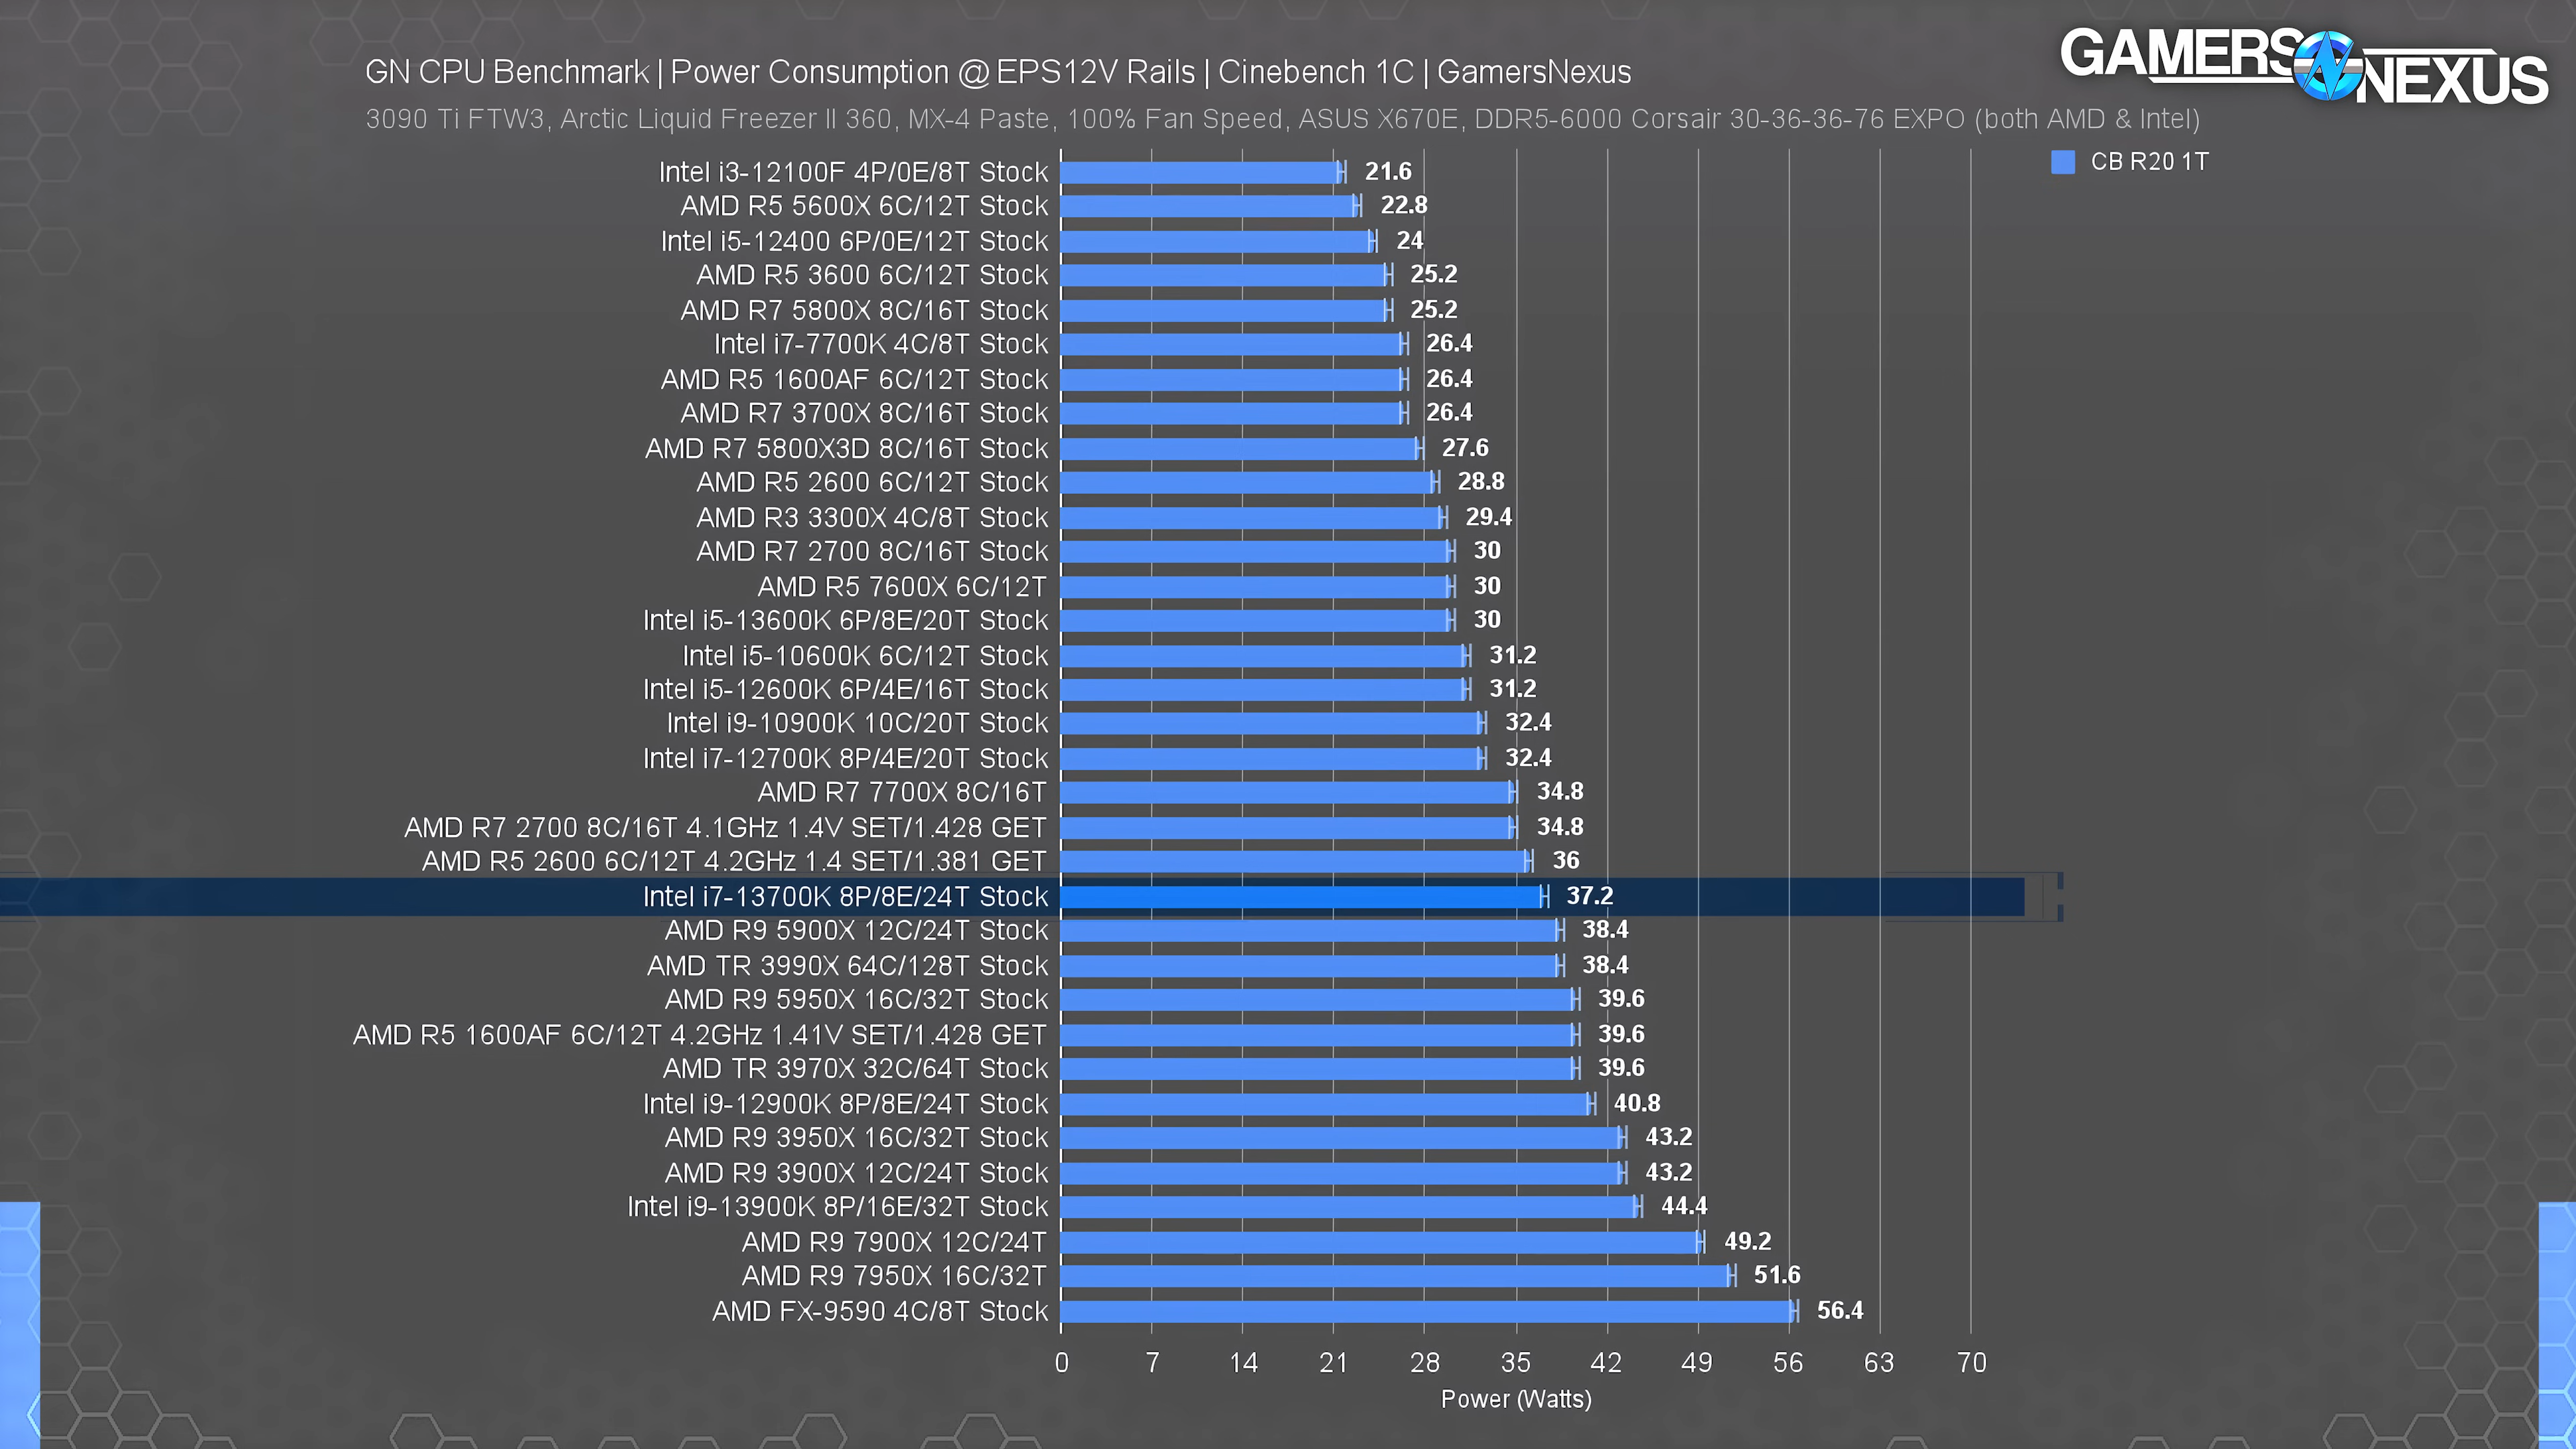 GAMERS NEXUS
GN CPU Benchmark | Power Consumption @ EPS12V Rails | Cinebench 1C | GamersNexus
3090 Ti FTW3, Arctic Liquid Freezer II 360, MX-4 Paste, 100% Fan Speed, ASUS X670E, DDR5-6000 Corsair 30-36-36-76 EXPO (both AMD & Intel)
CB R20 1T
Intel i3-12100F 4P/0E/8T Stock 21.6
AMD R5 5600X 6C/12T Stock 22.8
Intel i5-12400 6P/0E/12T Stock 24
AMD R5 3600 6C/12T Stock 25.2
AMD R7 5800X 8C/16T Stock 25.2
Intel i7-7700K 4C/8T Stock 26.4
AMD R5 1600AF 6C/12T Stock 26.4
AMD R7 3700X 8C/16T Stock 26.4
AMD R7 5800X3D 8C/16T Stock 27.6
AMD R5 2600 6C/12T Stock 28.8
AMD R3 3300X 4C/8T Stock 29.4
AMD R7 2700 8C/16T Stock 30
AMD R5 7600X 6C/12T 30
Intel i5-13600K 6P/8E/20T Stock 30
Intel i5-10600K 6C/12T Stock 31.2
Intel i5-12600K 6P/4E/16T Stock 31.2
Intel i9-10900K 10C/20T Stock 32.4
Intel i7-12700K 8P/4E/20T Stock 32.4
AMD R7 7700X 8C/16T 34.8
AMD R7 2700 8C/16T 4.1GHz 1.4V SET/1.428 GET 34.8
AMD R5 2600 6C/12T 4.2GHz 1.4 SET/1.381 GET 36
Intel i7-13700K 8P/8E/24T Stock 37.2
AMD R9 5900X 12C/24T Stock 38.4
AMD TR 3990X 64C/128T Stock 38.4
AMD R9 5950X 16C/32T Stock 39.6
AMD R5 1600AF 6C/12T 4.2GHz 1.41V SET/1.428 GET 39.6
AMD TR 3970X 32C/64T Stock 39.6
Intel i9-12900K 8P/8E/24T Stock 40.8
AMD R9 3950X 16C/32T Stock 43.2
AMD R9 3900X 12C/24T Stock 43.2
Intel i9-13900K 8P/16E/32T Stock 44.4
AMD R9 7900X 12C/24T 49.2
AMD R9 7950X 16C/32T 51.6
AMD FX-9590 4C/8T Stock 56.4
0 7 14 21 28 35 42 49 56 63 70
Power (Watts)